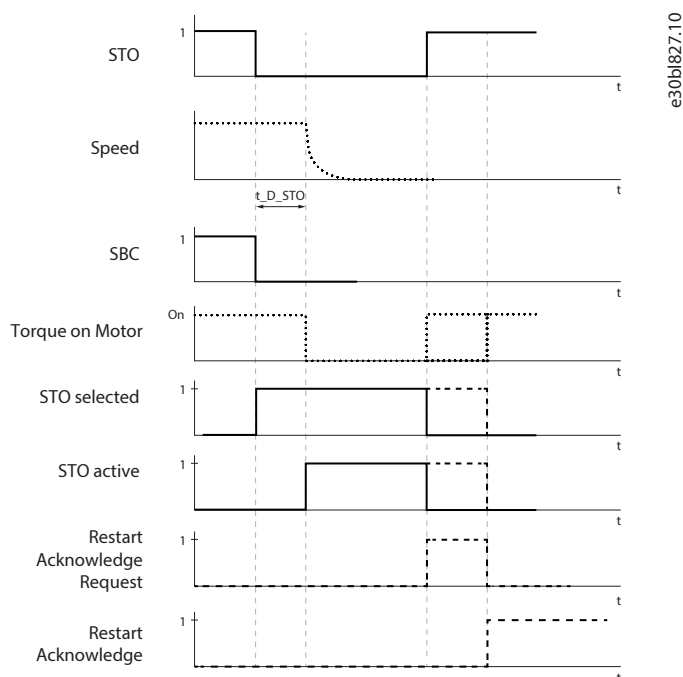 e30bl827.10
STO
1
t
Speed
t
t_D_STO
SBC
1
t
Torque on Motor
On
t
STO selected
1
t
STO active
1
t
Restart
Acknowledge
Request
1
t
Restart
Acknowledge
1
t